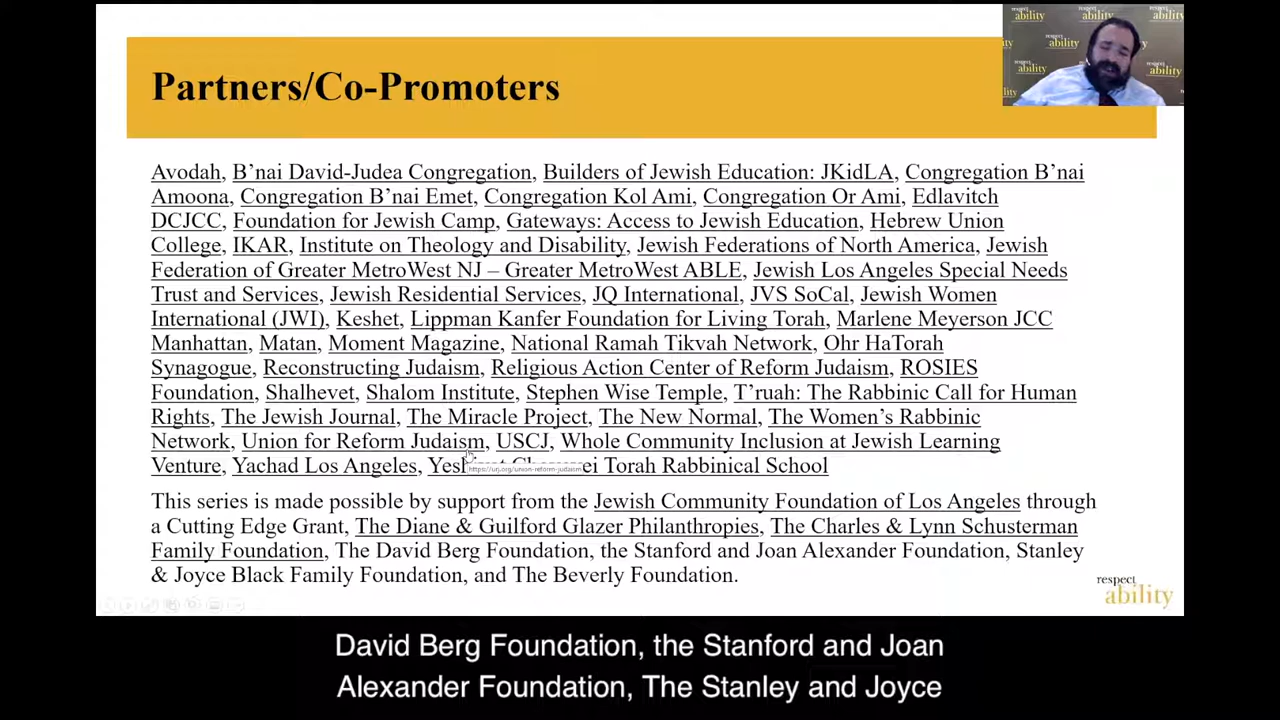 Partners/Co-Promoters
respect
ability
Avodah, B’nai David-Judea Congregation, Builders of Jewish Education: JKidLA, Congregation B’nai
Amoona, Congregation B’nai Emet, Congregation Kol Ami, Congregation Or Ami, Edlavitch
DCJCC, Foundation for Jewish Camp, Gateways: Access to Jewish Education, Hebrew Union
College, IKAR, Institute on Theology and Disability, Jewish Federations of North America, Jewish
Federation of Greater MetroWest NJ – Greater MetroWest ABLE, Jewish Los Angeles Special Needs
Trust and Services, Jewish Residential Services, JQ International, JVS SoCal, Jewish Women
International (JWI), Keshet, Lippman Kanfer Foundation for Living Torah, Marlene Meyerson JCC
Manhattan, Matan, Moment Magazine, National Ramah Tikvah Network, Ohr HaTorah
Synagogue, Reconstructing Judaism, Religious Action Center of Reform Judaism, ROSIES
Foundation, Shalhevet, Shalom Institute, Stephen Wise Temple, T’ruah: The Rabbinic Call for Human
Rights, The Jewish Journal, The Miracle Project, The New Normal, The Women’s Rabbinic
Network, Union for Reform Judaism, USCJ, Whole Community Inclusion at Jewish Learning
Venture, Yachad Los Angeles, Torah Rabbinical School
https://urj.org/union-reform-judaism
This series is made possible by support from the Jewish Community Foundation of Los Angeles through
a Cutting Edge Grant, The Diane & Guilford Glazer Philanthropies, The Charles & Lynn Schusterman
Family Foundation, The David Berg Foundation, the Stanford and Joan Alexander Foundation, Stanley
& Joyce Black Family Foundation, and The Beverly Foundation.
respect
ability
David Berg Foundation, the Stanford and Joan
Alexander Foundation, The Stanley and Joyce